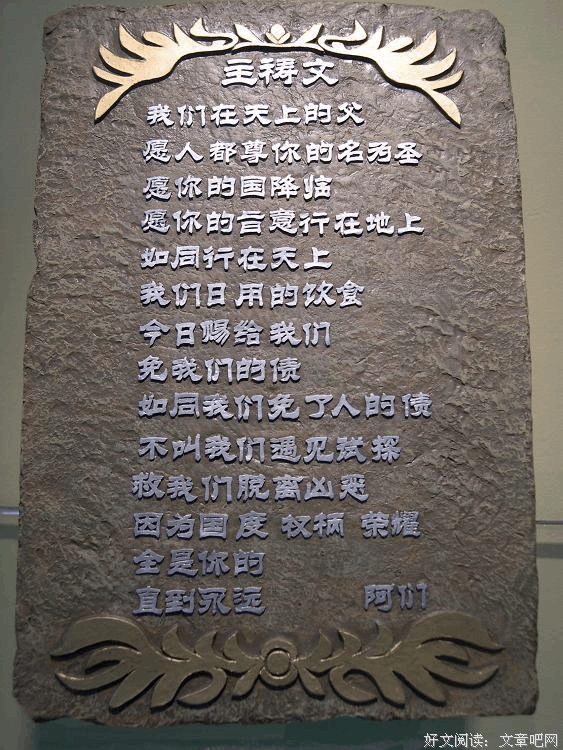 主祷文
我们在天上的父
愿人都尊你的名为圣
愿你的国降临
愿你的旨意行在地上
如同行在天上
我们日用的饮食
今日赐给我们
免我们的债
如同我们免了人的债
不叫我们遇见试探
救我们脱离凶恶
因为国度 权柄 荣耀
全是你的
直到永远 阿们
好文阅读：文章吧网